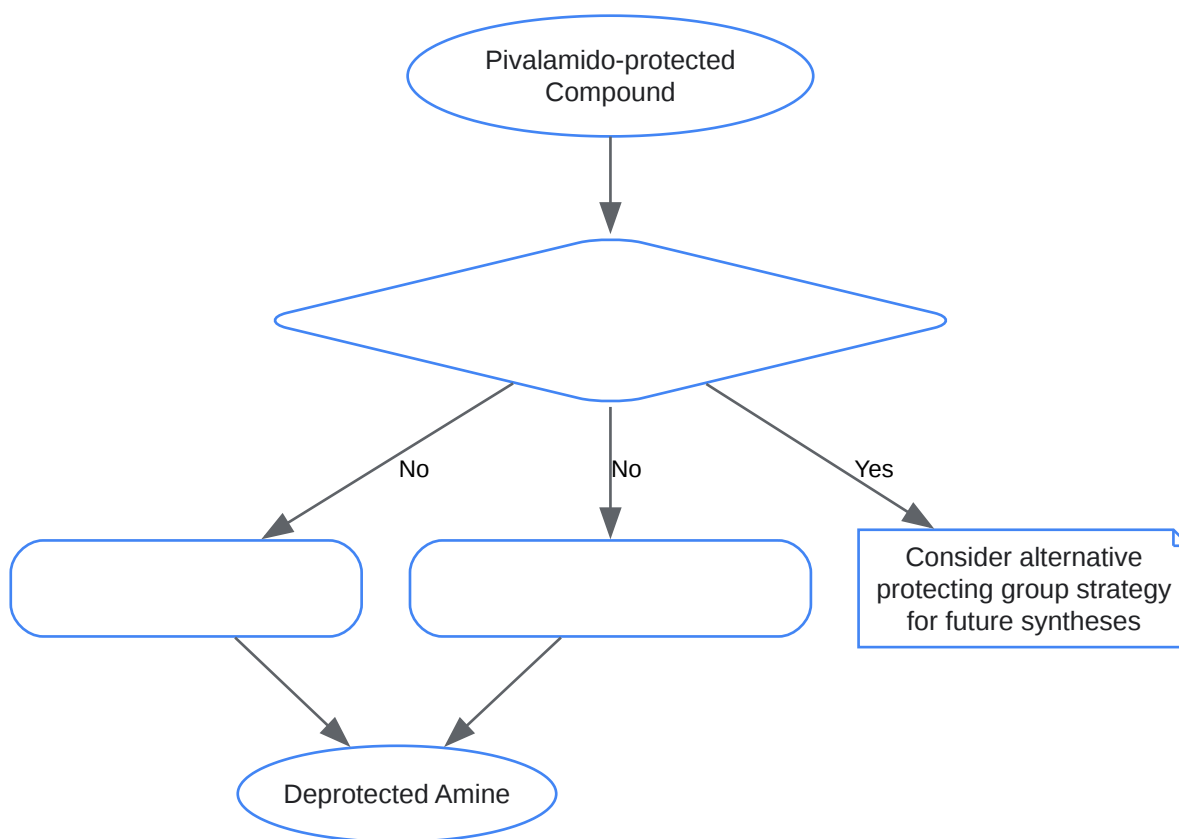 Pivalamido-protected
Compound
No
No
Yes
Consider alternative
protecting group strategy
for future syntheses
Deprotected Amine